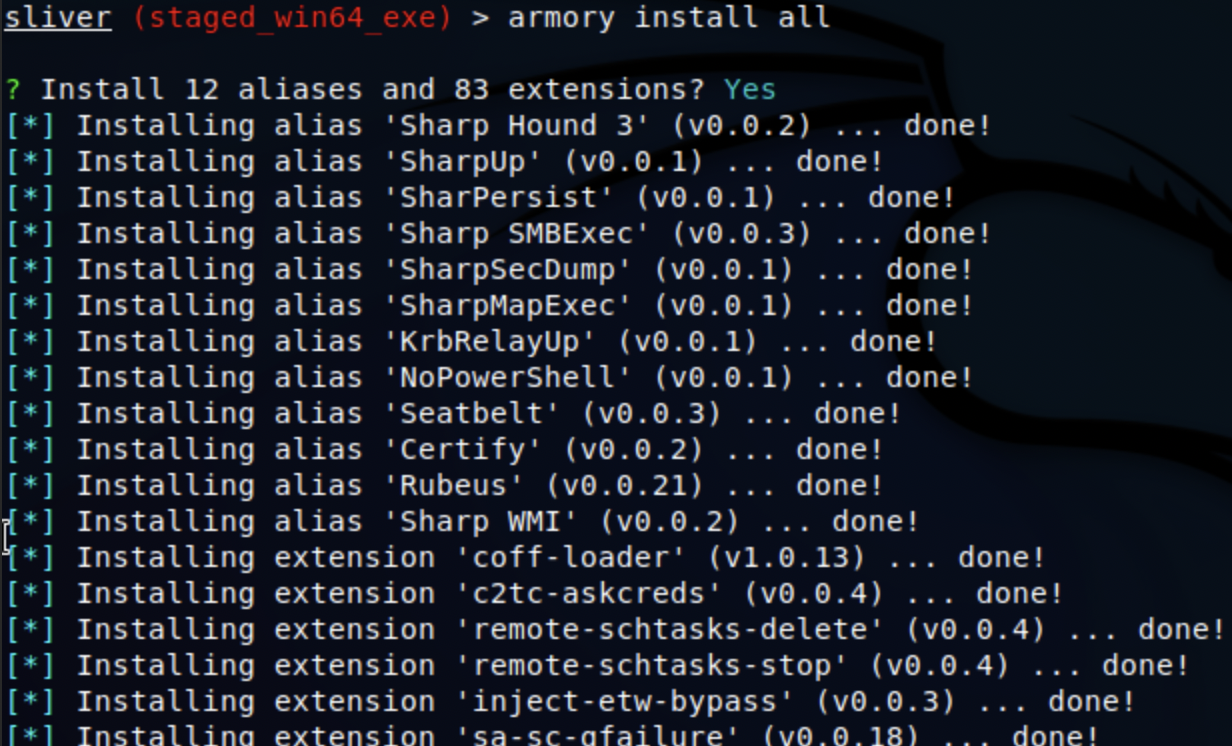 sliver (staged_win64_exe) > armory install all
? Install 12 aliases and 83 extensions? Yes
[*] Installing alias 'Sharp Hound 3' (v0.0.2) ... done!
[*] Installing alias 'SharpUp' (v0.0.1) ... done!
[*] Installing alias 'SharPersist' (v0.0.1) ... done!
[*] Installing alias 'Sharp SMBExec' (v0.0.3) ... done!
[*] Installing alias 'SharpSecDump' (v0.0.1) ... done!
[*] Installing alias 'SharpMapExec' (v0.0.1) ... done!
[*] Installing alias 'KrbRelayUp' (v0.0.1) ... done!
[*] Installing alias 'NoPowerShell' (v0.0.1) ... done!
[*] Installing alias 'Seatbelt' (v0.0.3) ... done!
[*] Installing alias 'Certify' (v0.0.2) ... done!
[*] Installing alias 'Rubeus' (v0.0.21) ... done!
[*] Installing alias 'Sharp WMI' (v0.0.2) ... done!
[*] Installing extension 'coff-loader' (v1.0.13) ... done!
[*] Installing extension 'c2tc-askcreds' (v0.0.4) ... done!
[*] Installing extension 'remote-schtasks-delete' (v0.0.4) ... done!
[*] Installing extension 'remote-schtasks-stop' (v0.0.4) ... done!
[*] Installing extension 'inject-etw-bypass' (v0.0.3) ... done!
[*] Installing extension 'sa-sc-qfailure' (v0.0.18) ... done!